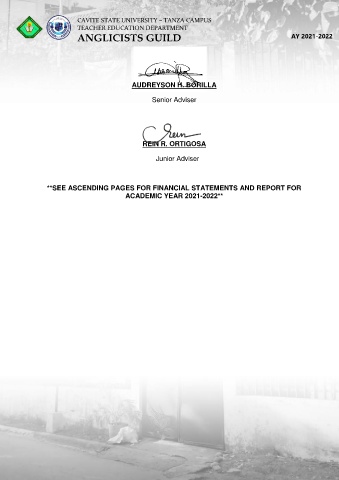 CAVITE STATE UNIVERSITY – TANZA CAMPUS
TEACHER EDUCATION DEPARTMENT
ANGLICISTS GUILD
AY 2021-2022
AUDREYSON H. BORILLA
Senior Adviser
Rein
REIN R. ORTIGOSA
Junior Adviser
**SEE ASCENDING PAGES FOR FINANCIAL STATEMENTS AND REPORT FOR
ACADEMIC YEAR 2021-2022**